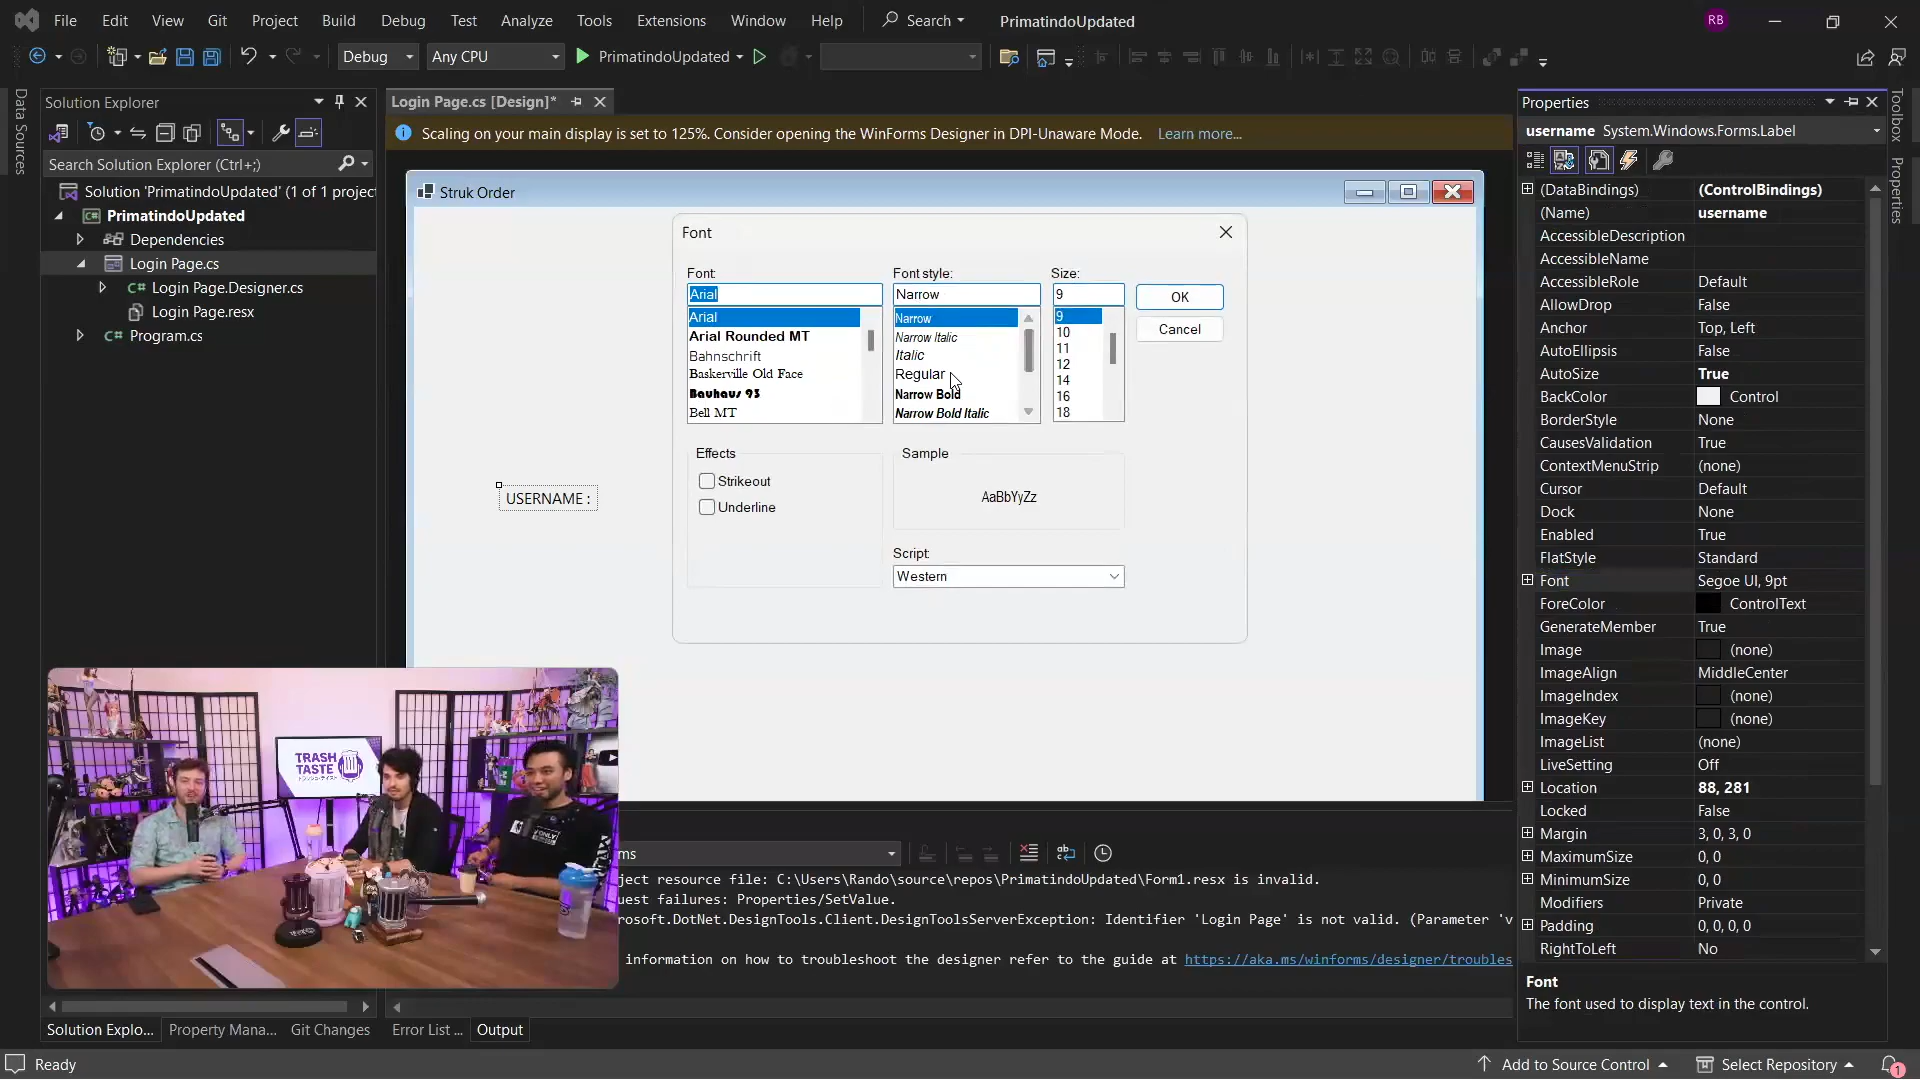 File Edit View Git Project Build Debug Test Analyze Tools Extensions Window Help Search PrimatindoUpdated RB
Debug Any CPU PrimatindoUpdated
Data Sources
Solution Explorer
Search Solution Explorer (Ctrl+;)
Solution 'PrimatindoUpdated' (1 of 1 project
PrimatindoUpdated
Dependencies
Login Page.cs
Login Page.Designer.cs
Login Page.resx
Program.cs
Login Page.cs [Design]*
Scaling on your main display is set to 125%. Consider opening the WinForms Designer in DPI-Unaware Mode. Learn more...
Struk Order
USERNAME :
Font
Font:
Arial
Arial
Arial Rounded MT
Bahnschrift
Baskerville Old Face
Bauhaus 93
Bell MT
Font style:
Narrow
Narrow
Narrow Italic
Italic
Regular
Narrow Bold
Narrow Bold Italic
Size:
9
9
10
11
12
14
16
18
OK
Cancel
Effects
Strikeout
Underline
Sample
AaBbYyZz
Script:
Western
TRASH
TASTE
ms
ject resource file: C:\Users\Rando\source\repos\PrimatindoUpdated\Form1.resx is invalid.
uest failures: Properties/SetValue.
rosoft.DotNet.DesignTools.Client.DesignToolsServerException: Identifier 'Login Page' is not valid. (Parameter 'v
information on how to troubleshoot the designer refer to the guide at https://aka.ms/winforms/designer/troubles
Solution Explo... Property Mana... Git Changes Error List ... Output
Properties
username System.Windows.Forms.Label
(DataBindings) (ControlBindings)
(Name) username
AccessibleDescription
AccessibleName
AccessibleRole Default
AllowDrop False
Anchor Top, Left
AutoEllipsis False
AutoSize True
BackColor Control
BorderStyle None
CausesValidation True
ContextMenuStrip (none)
Cursor Default
Dock None
Enabled True
FlatStyle Standard
Font Segoe UI, 9pt
ForeColor ControlText
GenerateMember True
Image (none)
ImageAlign MiddleCenter
ImageIndex (none)
ImageKey (none)
ImageList (none)
LiveSetting Off
Location 88, 281
Locked False
Margin 3, 0, 3, 0
MaximumSize 0, 0
MinimumSize 0, 0
Modifiers Private
Padding 0, 0, 0, 0
RightToLeft No
Font
The font used to display text in the control.
Toolbox
Properties
Ready Add to Source Control Select Repository 1